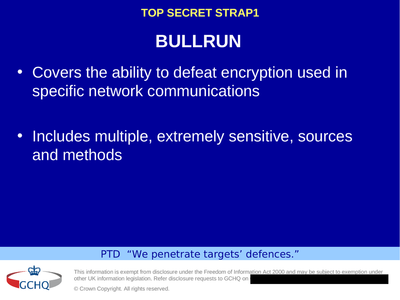 TOP SECRET STRAP1
BULLRUN
• Covers the ability to defeat encryption used in
specific network communications
• Includes multiple, extremely sensitive, sources
and methods
PTD “We penetrate targets’ defences.”
GCHQ
This information is exempt from disclosure under the Freedom of Information Act 2000 and may be subject to exemption under
other UK information legislation. Refer disclosure requests to GCHQ on
© Crown Copyright. All rights reserved.